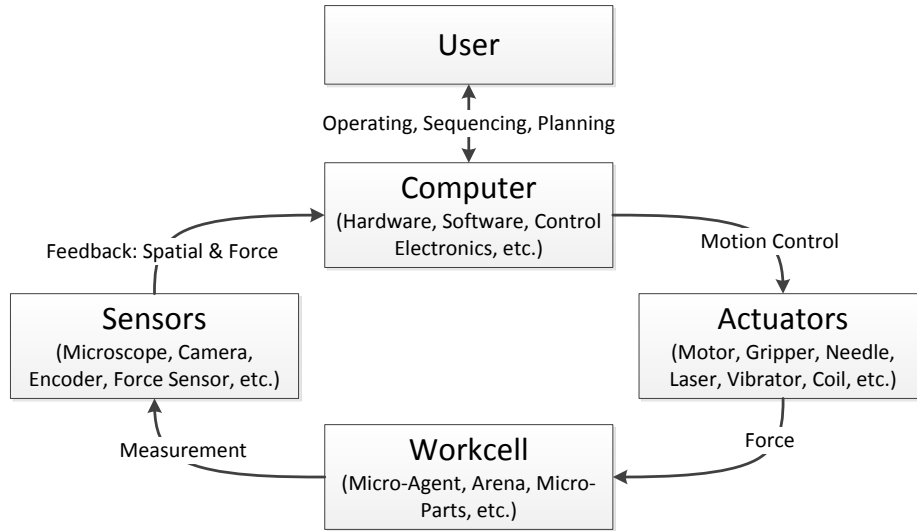 User
Operating, Sequencing, Planning
Computer
(Hardware, Software, Control
Electronics, etc.)
Feedback: Spatial & Force
Motion Control
Sensors
(Microscope, Camera,
Encoder, Force Sensor, etc.)
Actuators
(Motor, Gripper, Needle,
Laser, Vibrator, Coil, etc.)
Measurement
Force
Workcell
(Micro-Agent, Arena, Micro-
Parts, etc.)